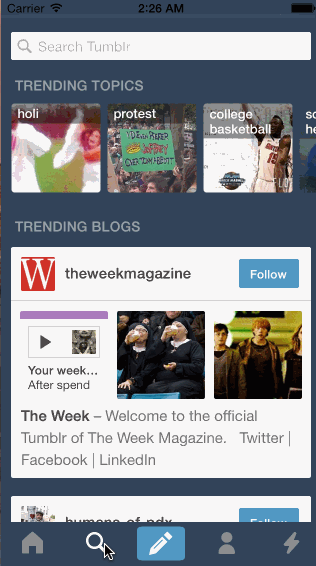 Carrier 2:26 AM
Search Tumblr
TRENDING TOPICS
holi
protest
college
basketball
TRENDING BLOGS
W
theweekmagazine
Follow
Your week...
After spend
The Week – Welcome to the official
Tumblr of The Week Magazine. Twitter |
Facebook | LinkedIn
humans-of-pdx
Follow